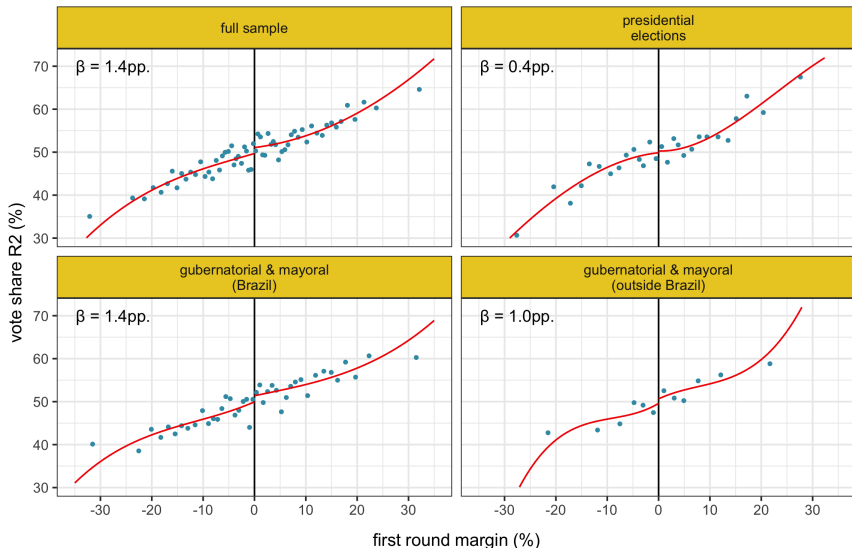 full sample
presidential
elections
β = 1.4pp.
β = 0.4pp.
70
60
50
40
30
gubernatorial & mayoral
(Brazil)
gubernatorial & mayoral
(outside Brazil)
β = 1.4pp.
β = 1.0pp.
70
60
50
40
30
-30 -20 -10 0 10 20 30
-30 -20 -10 0 10 20 30
vote share R2 (%)
first round margin (%)